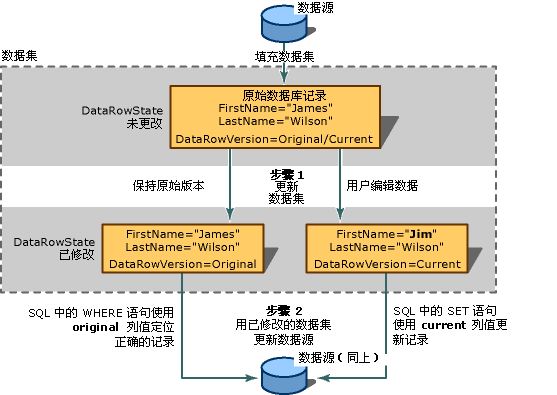 数据源
填充数据集
数据集
原始数据库记录
FirstName="James"
LastName="Wilson"
DataRowVersion=Original/Current
DataRowState
未更改
保持原始版本
步骤 1
更新
数据集
用户编辑数据
DataRowState
已修改
FirstName="James"
LastName="Wilson"
DataRowVersion=Original
FirstName="Jim"
LastName="Wilson"
DataRowVersion=Current
SQL 中的 WHERE 语句使用
original 列值定位
正确的记录
步骤 2
用已修改的数据集
更新数据源
SQL 中的 SET 语句
使用 current 列值更
新记录
数据源(同上)